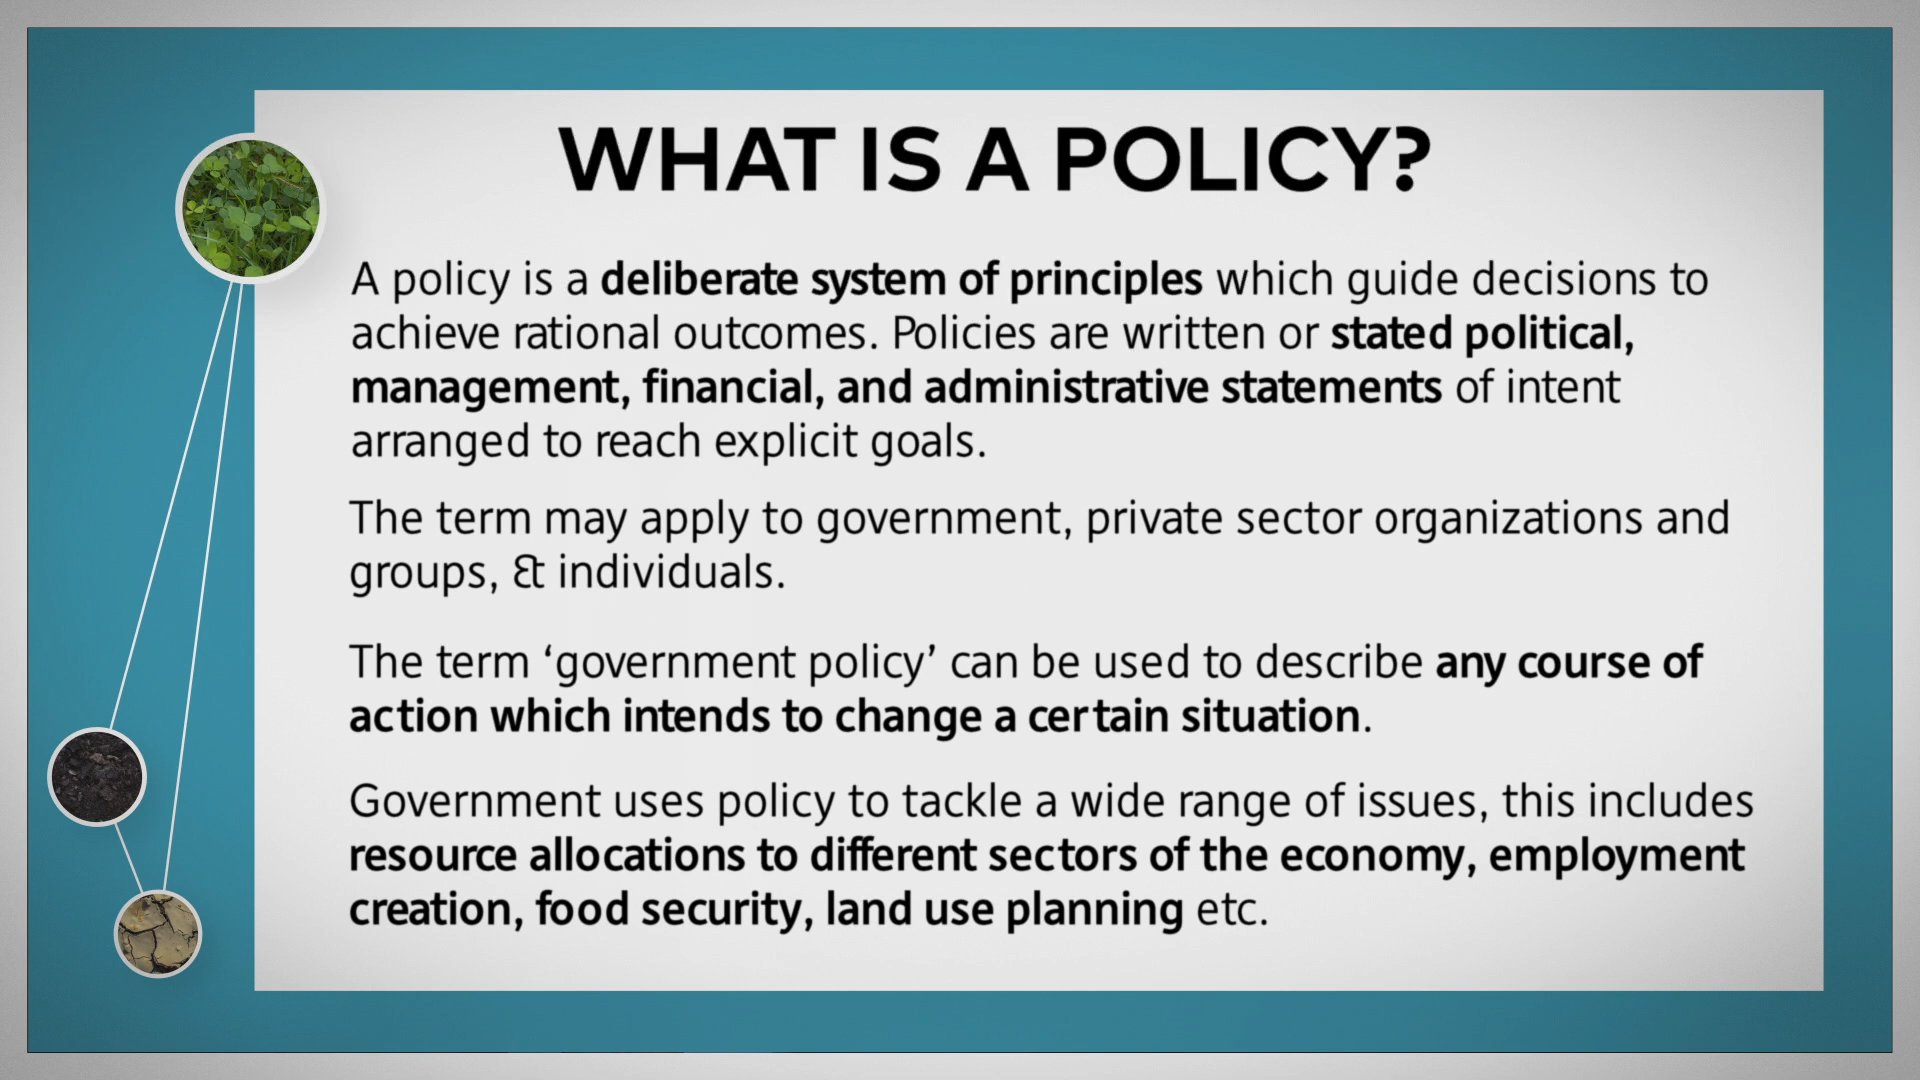 WHAT IS A POLICY?
A policy is a deliberate system of principles which guide decisions to
achieve rational outcomes. Policies are written or stated political,
management, financial, and administrative statements of intent
arranged to reach explicit goals.
The term may apply to government, private sector organizations and
groups, & individuals.
The term ‘government policy’ can be used to describe any course of
action which intends to change a certain situation.
Government uses policy to tackle a wide range of issues, this includes
resource allocations to different sectors of the economy, employment
creation, food security, land use planning etc.